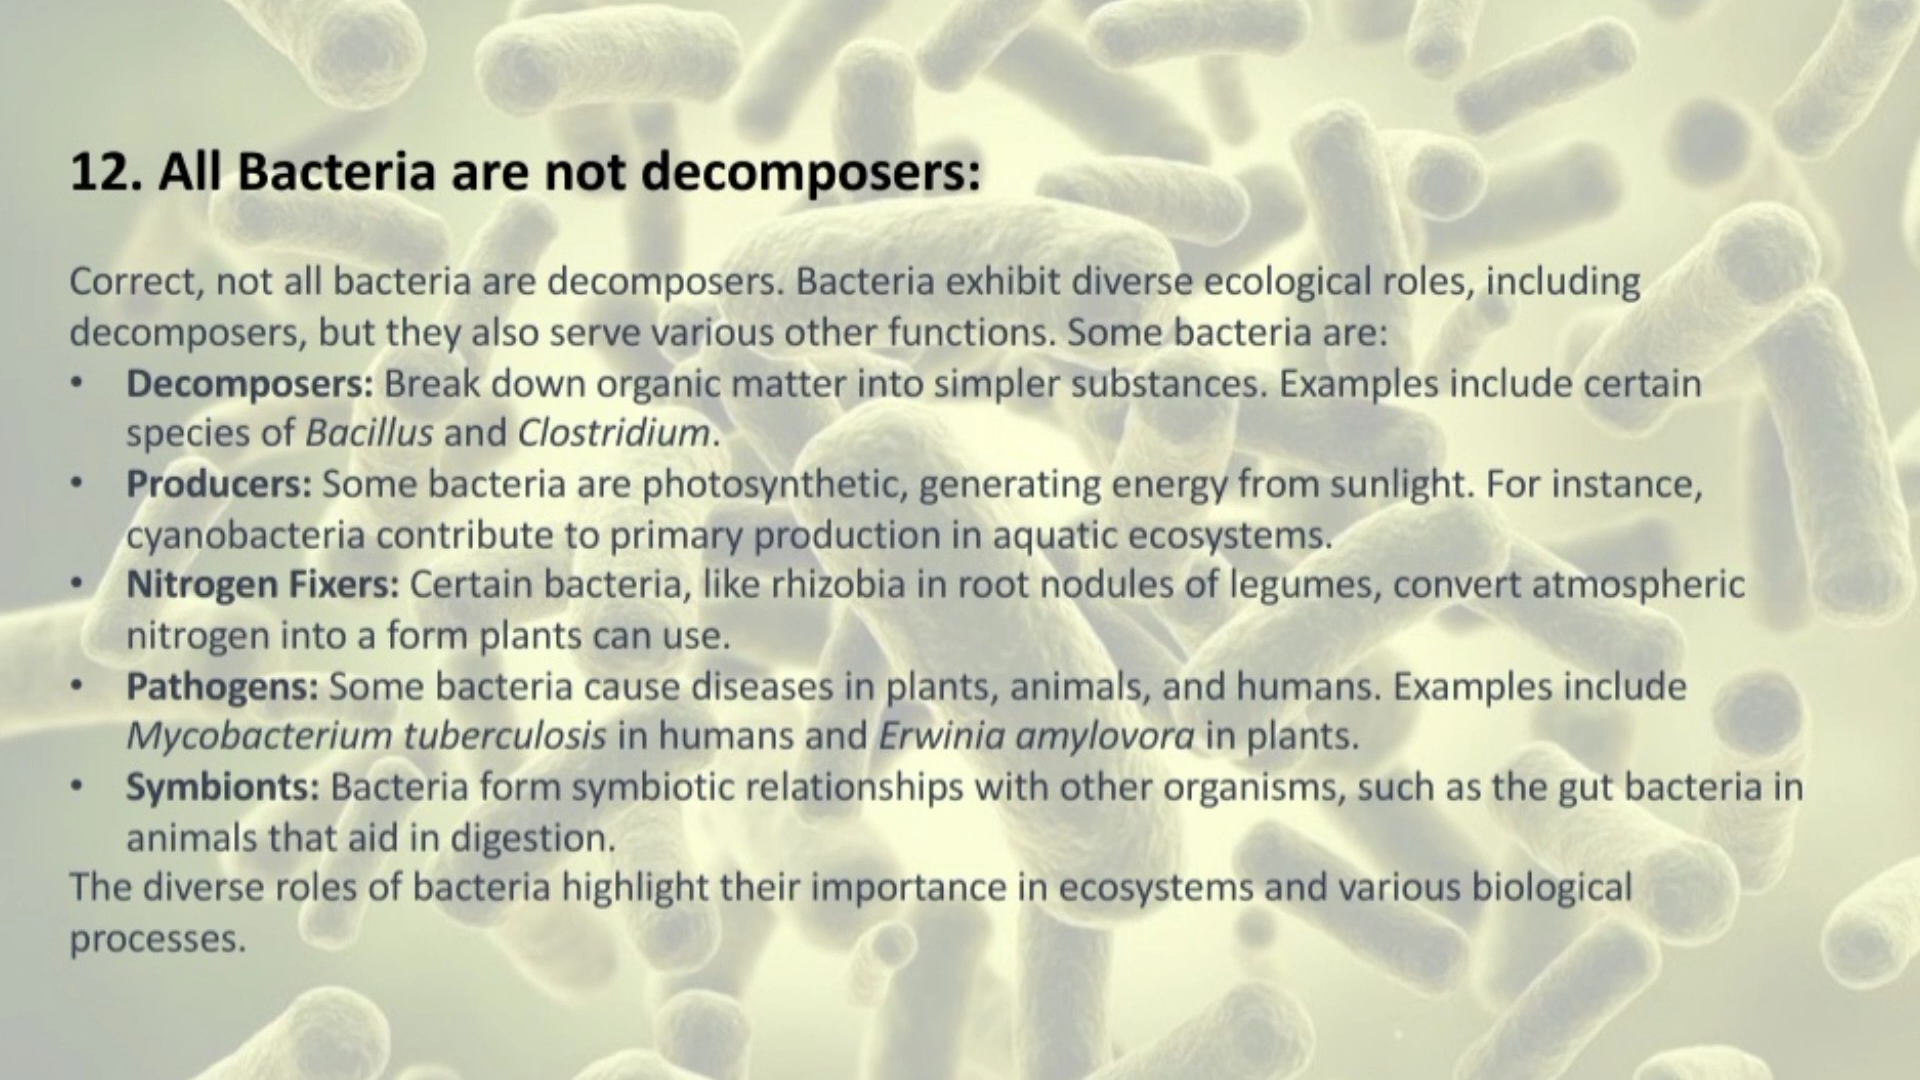 12. All Bacteria are not decomposers:
Correct, not all bacteria are decomposers. Bacteria exhibit diverse ecological roles, including
decomposers, but they also serve various other functions. Some bacteria are:
• Decomposers: Break down organic matter into simpler substances. Examples include certain
species of Bacillus and Clostridium.
• Producers: Some bacteria are photosynthetic, generating energy from sunlight. For instance,
cyanobacteria contribute to primary production in aquatic ecosystems.
• Nitrogen Fixers: Certain bacteria, like rhizobia in root nodules of legumes, convert atmospheric
nitrogen into a form plants can use.
• Pathogens: Some bacteria cause diseases in plants, animals, and humans. Examples include
Mycobacterium tuberculosis in humans and Erwinia amylovora in plants.
• Symbionts: Bacteria form symbiotic relationships with other organisms, such as the gut bacteria in
animals that aid in digestion.
The diverse roles of bacteria highlight their importance in ecosystems and various biological
processes.